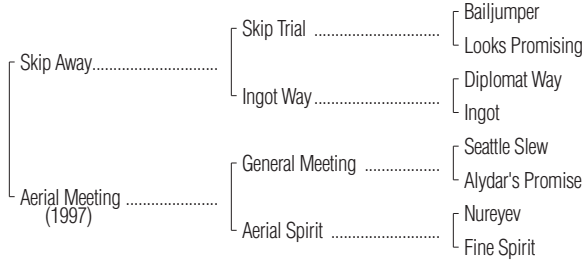 Bailjumper
Skip Trial ..............................
Looks Promising
Skip Away..............................
Diplomat Way
Ingot Way..............................
Ingot
Seattle Slew
General Meeting ..................
Alydar's Promise
Aerial Meeting ......................
(1997)
Nureyev
Aerial Spirit ..........................
Fine Spirit